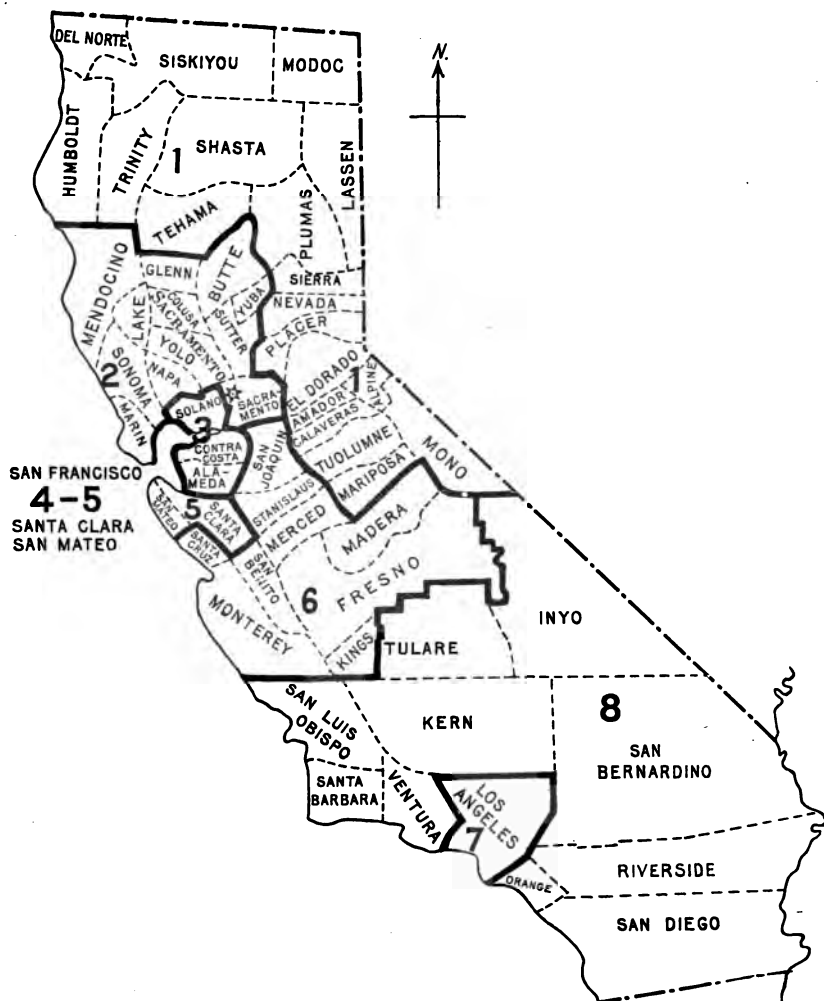 DEL NORTE
SISKIYOU
MODOC
N.
HUMBOLDT
TRINITY
1
SHASTA
LASSEN
TEHAMA
PLUMAS
MENDOCINO
GLENN
BUTTE
SIERRA
LAKE
COLUSA
SACRAMENTO
SUTTER
YUBA
NEVADA
PLACER
2
SONOMA
YOLO
NAPA
MARIN
SOLANO
3
SACRA-
MENTO
EL DORADO
1
ALPINE
AMADOR
CALAVERAS
CONTRA
COSTA
ALA-
MEDA
SAN
JOAQUIN
TUOLUMNE
MONO
SAN FRANCISCO
4-5
SANTA CLARA
SAN MATEO
SAN
MATEO
5
SANTA
CLARA
STANISLAUS
MARIPOSA
SANTA
CRUZ
MERCED
MADERA
SAN
BENITO
6
FRESNO
MONTEREY
KINGS
TULARE
INYO
SAN LUIS
OBISPO
KERN
8
SAN
BERNARDINO
SANTA
BARBARA
VENTURA
LOS
ANGELES
7
ORANGE
RIVERSIDE
SAN DIEGO